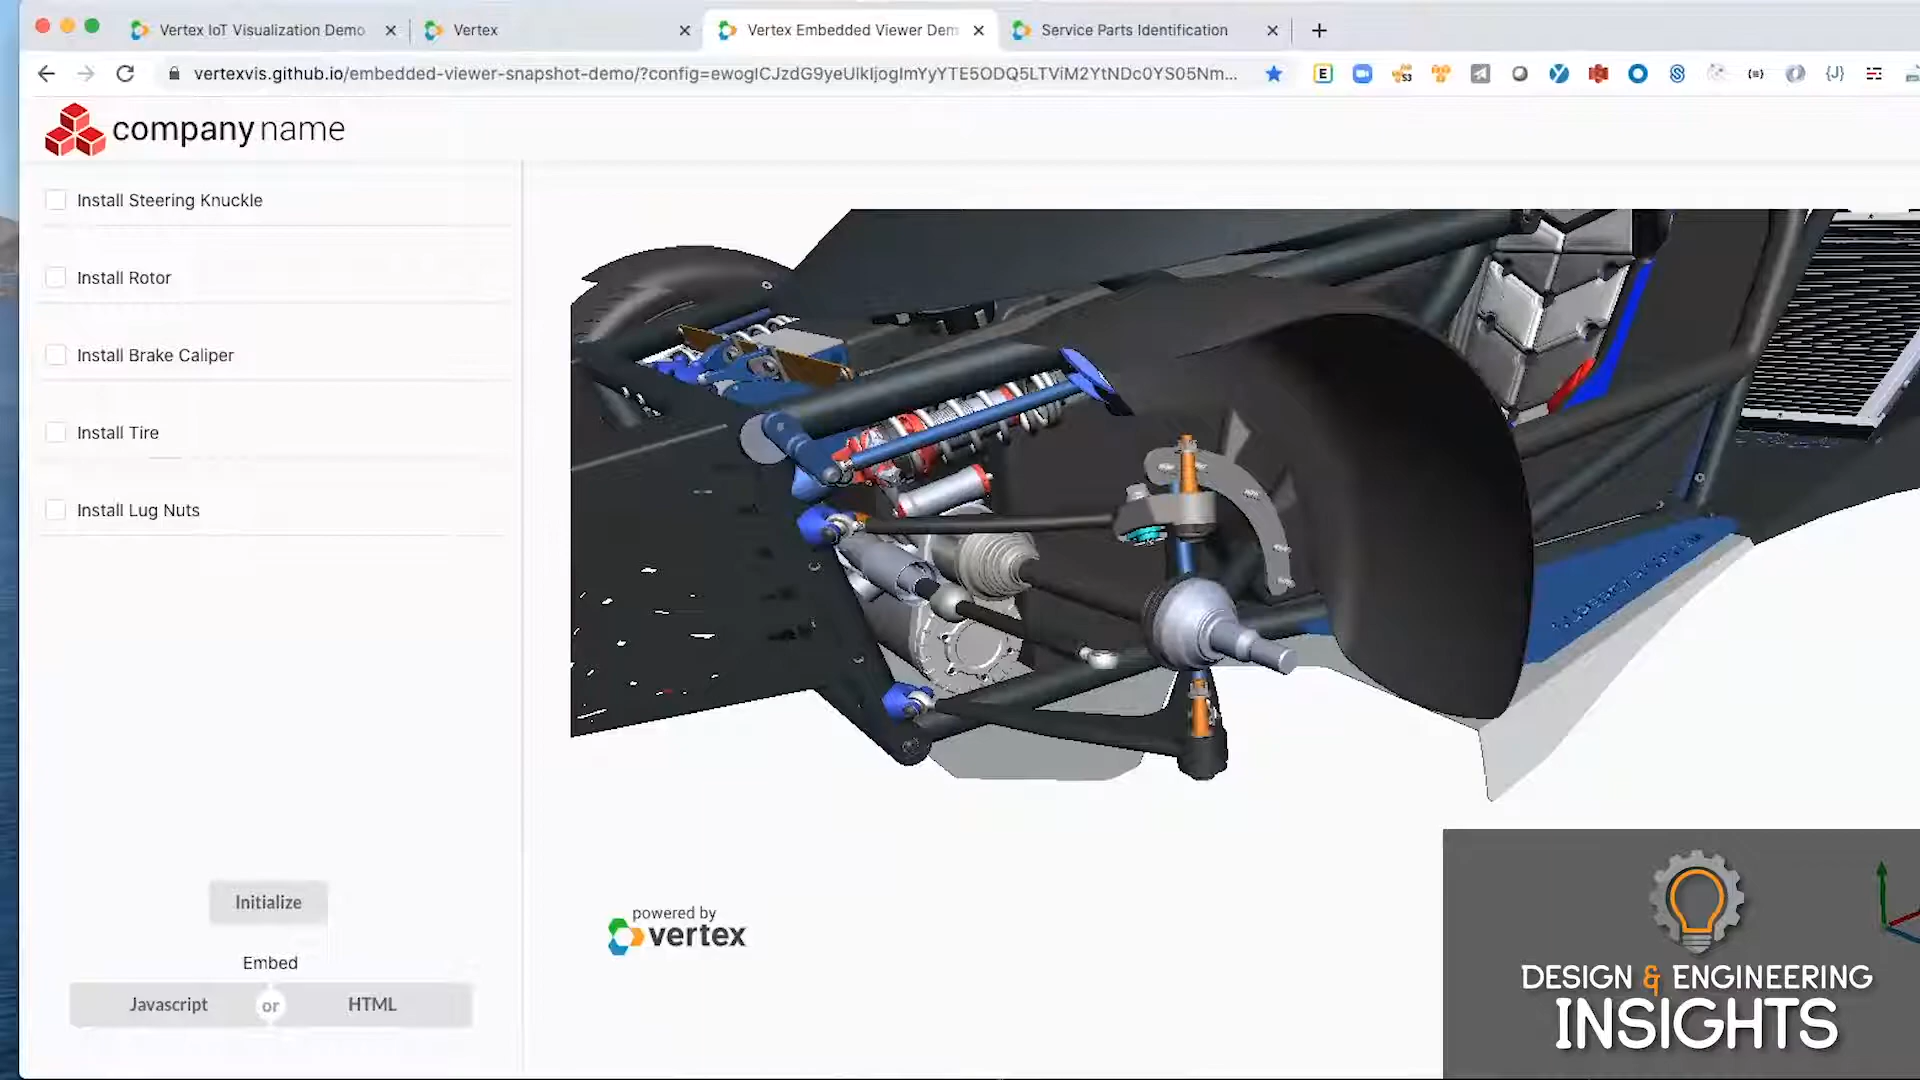 Vertex IoT Visualization Demo
Vertex
Vertex Embedded Viewer Dem
Service Parts Identification
vertexvis.github.io/embedded-viewer-snapshot-demo/?config=ewogICJzdG9yeUlkIjogImYyYTE5ODQ5LTViM2YtNDc0YS05Nm...
company name
Install Steering Knuckle
Install Rotor
Install Brake Caliper
Install Tire
Install Lug Nuts
Initialize
Embed
Javascript or HTML
powered by
vertex
DESIGN & ENGINEERING
INSIGHTS